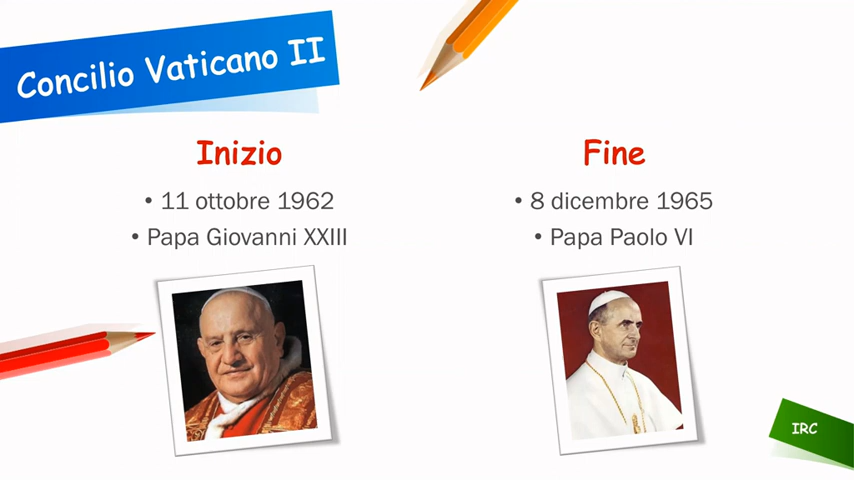 Concilio Vaticano II
Inizio
• 11 ottobre 1962
• Papa Giovanni XXIII
Fine
• 8 dicembre 1965
• Papa Paolo VI
IRC